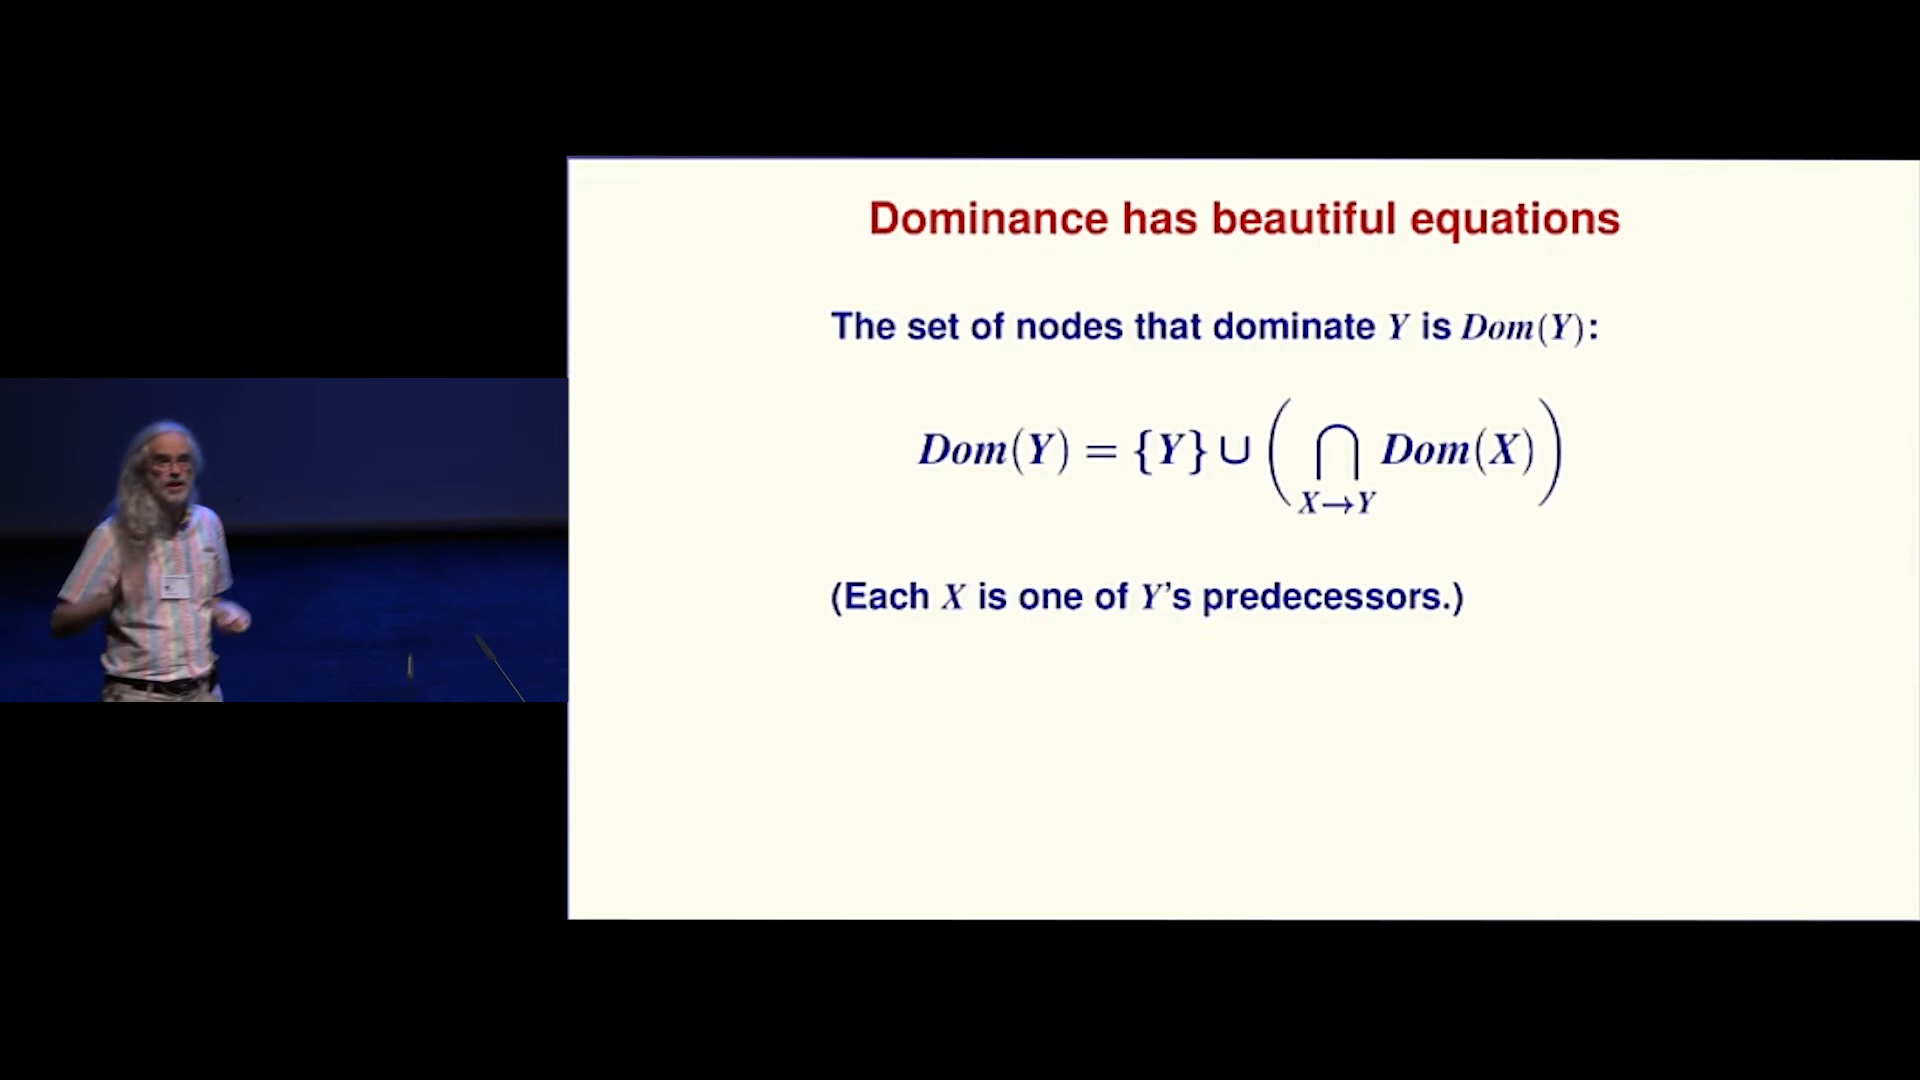 Dominance has beautiful equations
The set of nodes that dominate Y is Dom(Y):
Dom(Y) = {Y} ∪ ( ⋂ Dom(X) )
X→Y
(Each X is one of Y's predecessors.)